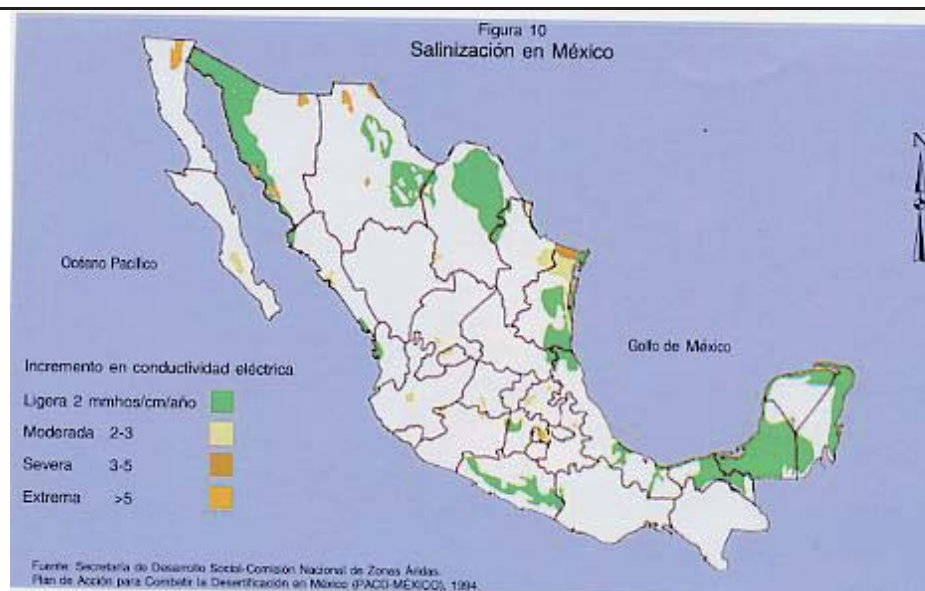 Figura 10
Salinización en México
N
Océano Pacífico
Golfo de México
Incremento en conductividad eléctrica
Ligera 2 mmhos/cm/año
Moderada 2-3
Severa 3-5
Extrema >5
Fuente: Secretaría de Desarrollo Social-Comisión Nacional de Zonas Áridas.
Plan de Acción para Combatir la Desertificación en México (PACD-MÉXICO), 1994.